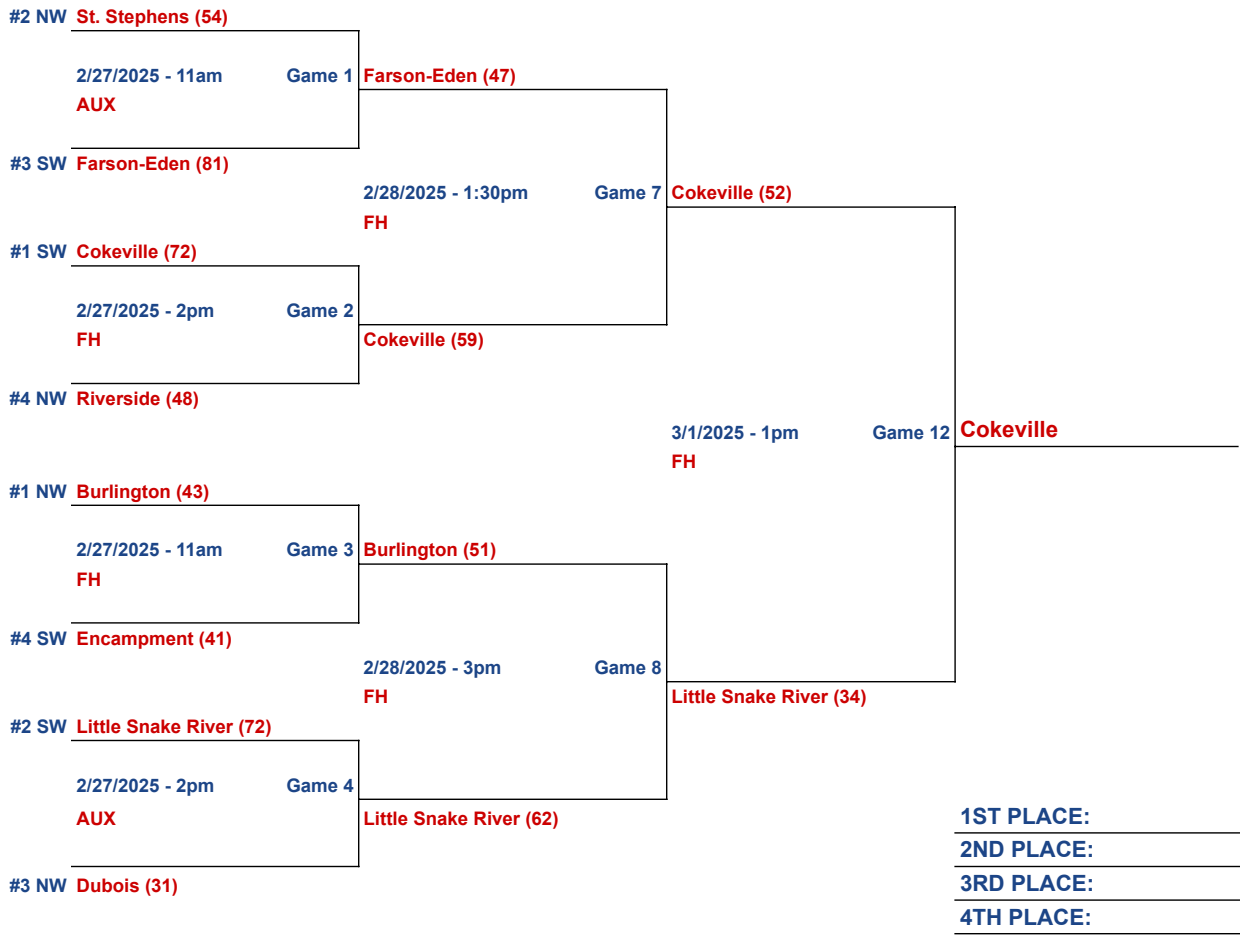 #2 NW St. Stephens (54)
2/27/2025 - 11am Game 1 Farson-Eden (47)
AUX
#3 SW Farson-Eden (81)
2/28/2025 - 1:30pm Game 7 Cokeville (52)
FH
#1 SW Cokeville (72)
2/27/2025 - 2pm Game 2
FH Cokeville (59)
#4 NW Riverside (48)
3/1/2025 - 1pm Game 12 Cokeville
FH
#1 NW Burlington (43)
2/27/2025 - 11am Game 3 Burlington (51)
FH
#4 SW Encampment (41)
2/28/2025 - 3pm Game 8
FH Little Snake River (34)
#2 SW Little Snake River (72)
2/27/2025 - 2pm Game 4
AUX Little Snake River (62)
1ST PLACE:
2ND PLACE:
#3 NW Dubois (31)
3RD PLACE:
4TH PLACE: